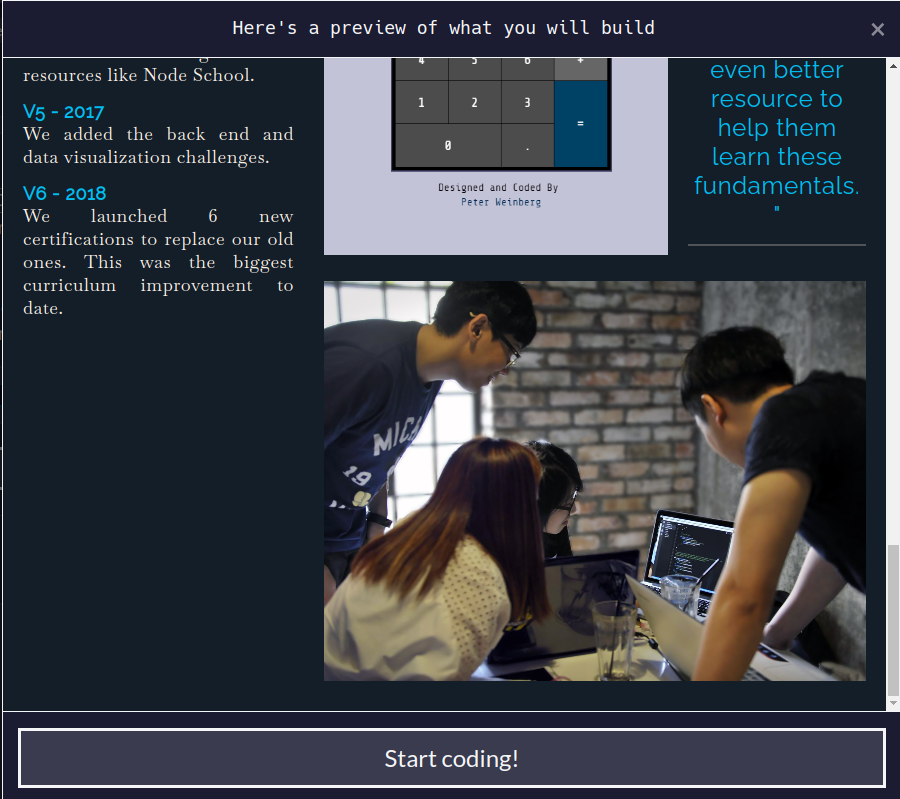 Here's a preview of what you will build
×
resources like Node School.
V5 - 2017
We added the back end and
data visualization challenges.
V6 - 2018
We launched 6 new
certifications to replace our old
ones. This was the biggest
curriculum improvement to
date.
4 5 6 +
1 2 3
=
0 .
Designed and Coded By
Peter Weinberg
even better
resource to
help them
learn these
fundamentals.
"
19
Start coding!